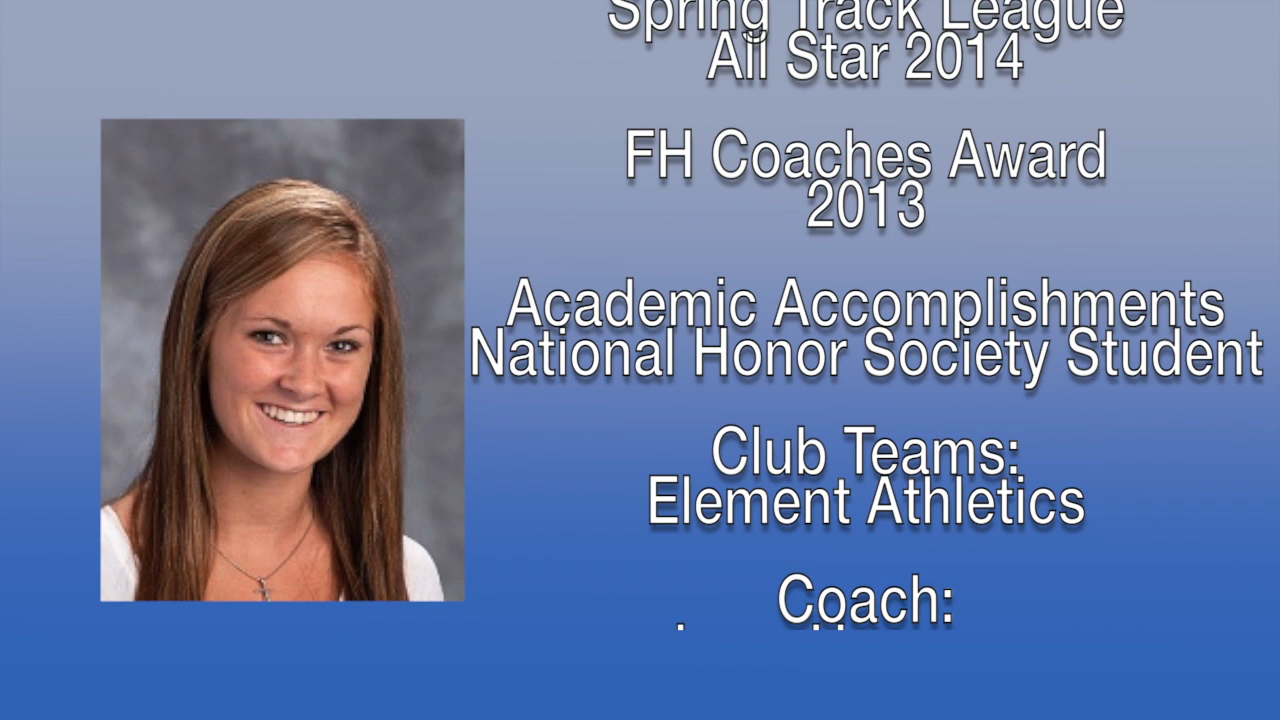 Spring Track League
All Star 2014
FH Coaches Award
2013
Academic Accomplishments
National Honor Society Student
Club Teams:
Element Athletics
Coach: